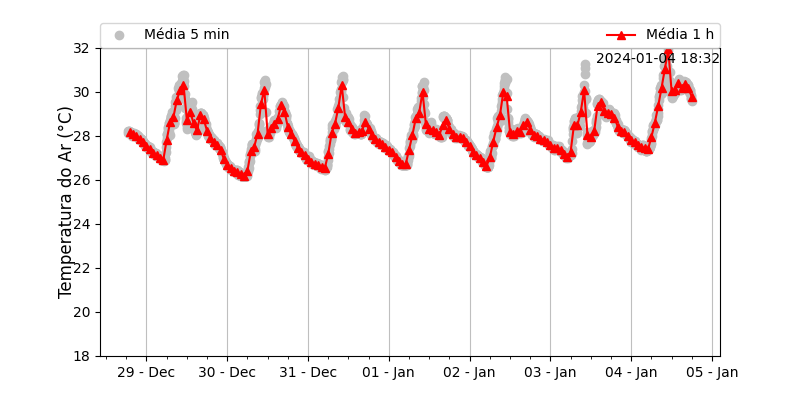 Média 5 min
Média 1 h
2024-01-04 18:32
Temperatura do Ar (°C)
32
30
28
26
24
22
20
18
29 - Dec
30 - Dec
31 - Dec
01 - Jan
02 - Jan
03 - Jan
04 - Jan
05 - Jan